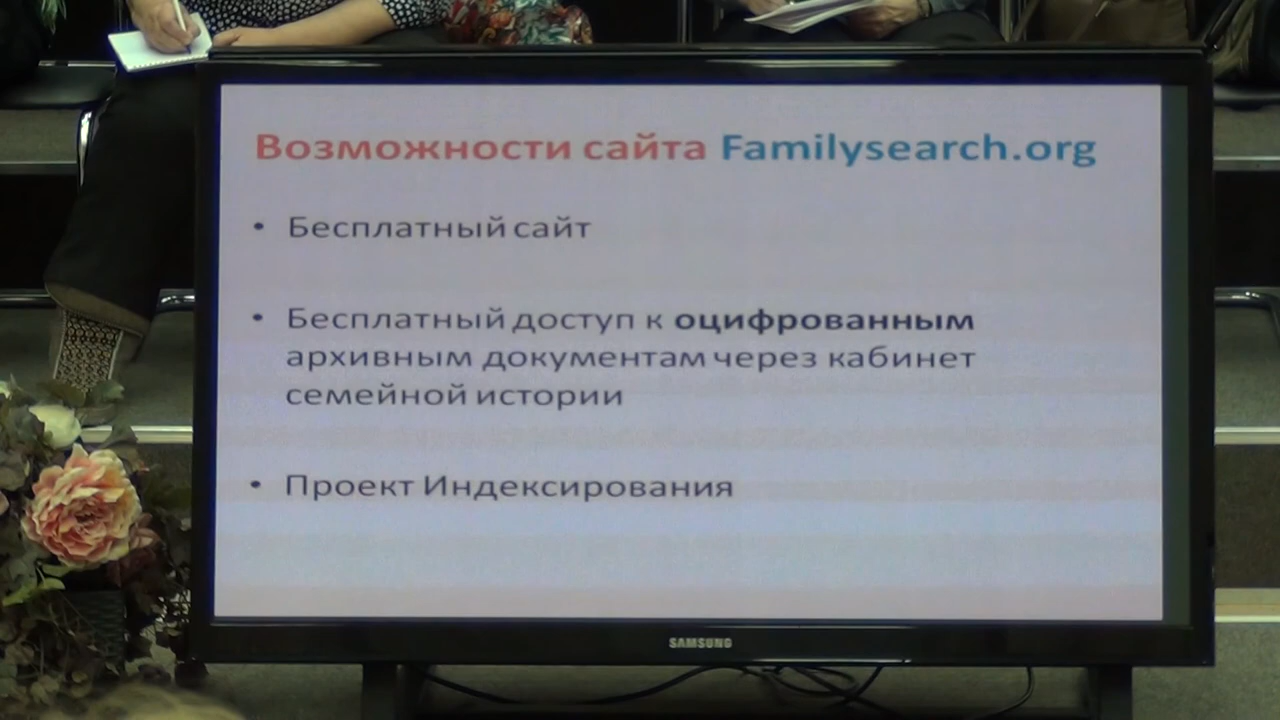 Возможности сайта Familysearch.org
• Бесплатный сайт
• Бесплатный доступ к оцифрованным
архивным документам через кабинет
семейной истории
• Проект Индексирования
SAMSUNG